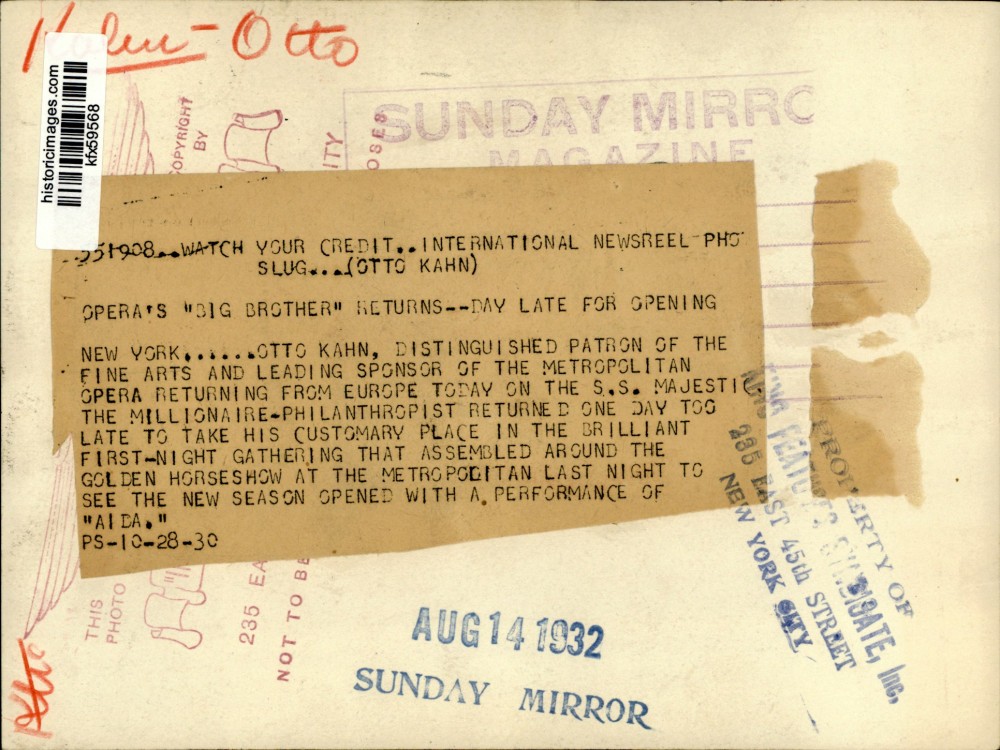 Kahn - Otto
historicimages.com
kfx59568
COPYRIGHT
BY
ITY
OSES
SUNDAY MIRRO
MAGAZINE
551908..WATCH YOUR CREDIT..INTERNATIONAL NEWSREEL PHO
SLUG...(OTTO KAHN)
OPERA'S "BIG BROTHER" RETURNS--DAY LATE FOR OPENING
NEW YORK.......OTTO KAHN, DISTINGUISHED PATRON OF THE
FINE ARTS AND LEADING SPONSOR OF THE METROPOLITAN
OPERA RETURNING FROM EUROPE TODAY ON THE S.S. MAJESTIC.
THE MILLIONAIRE-PHILANTHROPIST RETURNED ONE DAY TOO
LATE TO TAKE HIS CUSTOMARY PLACE IN THE BRILLIANT
FIRST-NIGHT GATHERING THAT ASSEMBLED AROUND THE
GOLDEN HORSESHOW AT THE METROPOLITAN LAST NIGHT TO
SEE THE NEW SEASON OPENED WITH A PERFORMANCE OF
"AIDA."
PS-10-28-30
PROPERTY OF
KING FEATURES SYNDICATE, Inc.
235 EAST 45th STREET
NEW YORK CITY
THIS
PHOTO
235 EA
NOT TO BE
AUG 14 1932
SUNDAY MIRROR
Otto